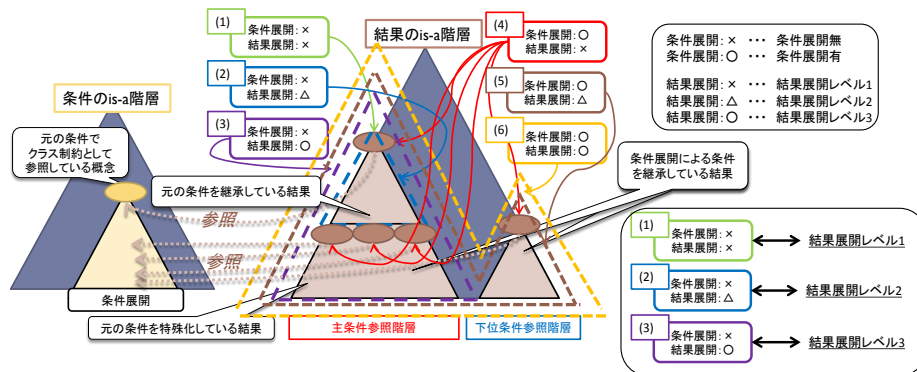 (1)
条件展開：×
結果展開：×
(2)
条件展開：×
結果展開：△
(3)
条件展開：×
結果展開：○
結果のis-a階層
(4)
条件展開：○
結果展開：×
(5)
条件展開：○
結果展開：△
(6)
条件展開：○
結果展開：○
条件展開：× ・・・ 条件展開無
条件展開：○ ・・・ 条件展開有
結果展開：× ・・・ 結果展開レベル1
結果展開：△ ・・・ 結果展開レベル2
結果展開：○ ・・・ 結果展開レベル3
条件のis-a階層
元の条件で
クラス制約として
参照している概念
元の条件を継承している結果
条件展開による条件
を継承している結果
参照
参照
条件展開
元の条件を特殊化している結果
主条件参照階層
下位条件参照階層
(1)
条件展開：×
結果展開：×
結果展開レベル1
(2)
条件展開：×
結果展開：△
結果展開レベル2
(3)
条件展開：×
結果展開：○
結果展開レベル3